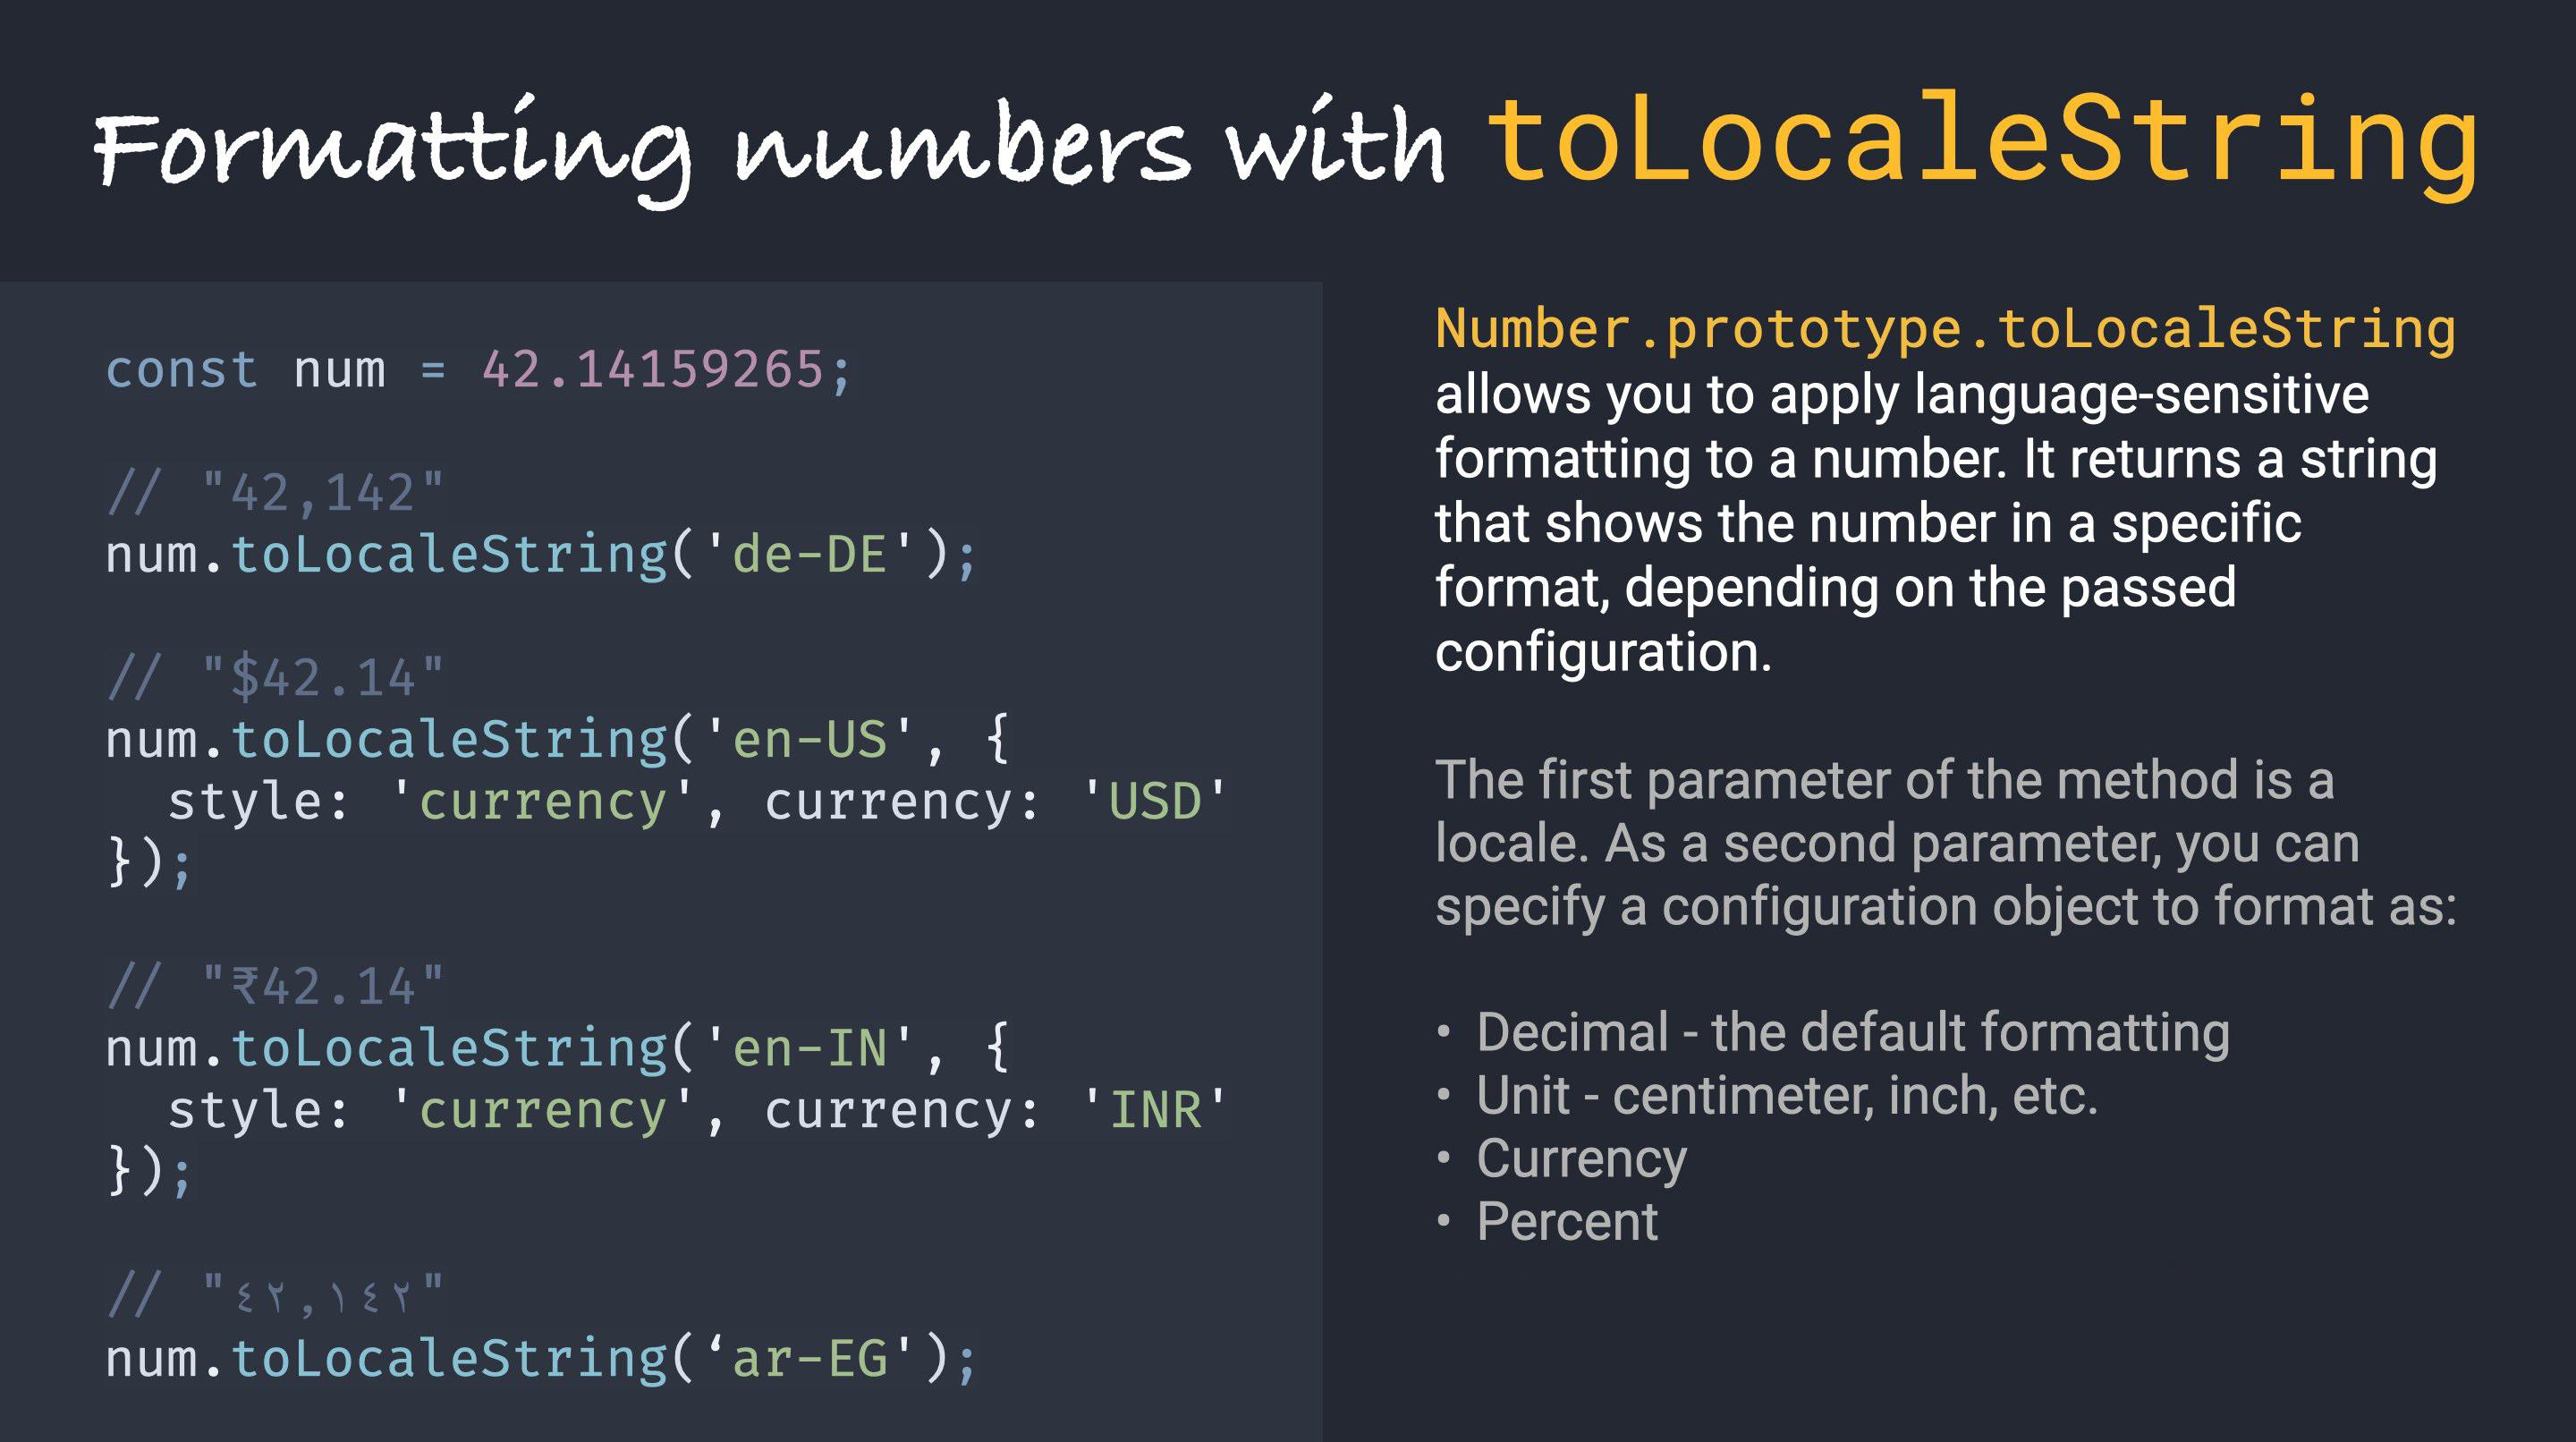 Formatting numbers with toLocaleString
const num = 42.14159265;
// "42,142"
num.toLocaleString('de-DE');
// "$42.14"
num.toLocaleString('en-US', {
  style: 'currency', currency: 'USD'
});
// "₹42.14"
num.toLocaleString('en-IN', {
  style: 'currency', currency: 'INR'
});
// "٤٢,١٤٢"
num.toLocaleString(‘ar-EG');
Number.prototype.toLocaleString
allows you to apply language-sensitive
formatting to a number. It returns a string
that shows the number in a specific
format, depending on the passed
configuration.
The first parameter of the method is a
locale. As a second parameter, you can
specify a configuration object to format as:
• Decimal - the default formatting
• Unit - centimeter, inch, etc.
• Currency
• Percent